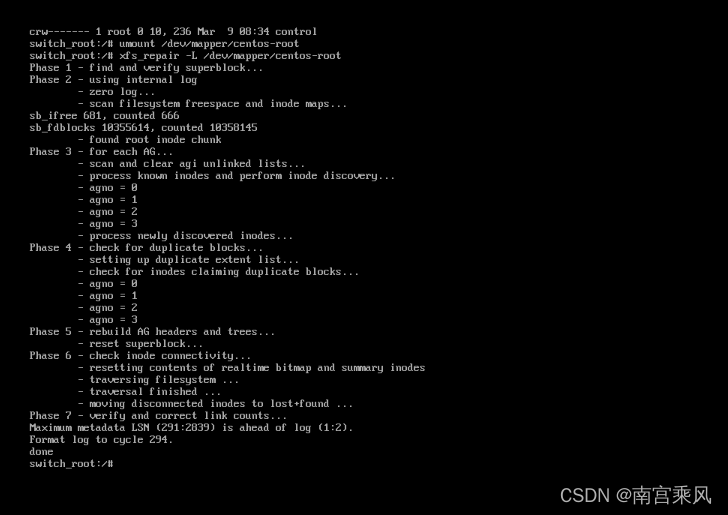 crw------- 1 root 0 10, 236 Mar  9 08:34 control
switch_root:/# umount /dev/mapper/centos-root
switch_root:/# xfs_repair -L /dev/mapper/centos-root
Phase 1 - find and verify superblock...
Phase 2 - using internal log
        - zero log...
        - scan filesystem freespace and inode maps...
sb_ifree 681, counted 666
sb_fdblocks 10355614, counted 10358145
        - found root inode chunk
Phase 3 - for each AG...
        - scan and clear agi unlinked lists...
        - process known inodes and perform inode discovery...
        - agno = 0
        - agno = 1
        - agno = 2
        - agno = 3
        - process newly discovered inodes...
Phase 4 - check for duplicate blocks...
        - setting up duplicate extent list...
        - check for inodes claiming duplicate blocks...
        - agno = 0
        - agno = 1
        - agno = 2
        - agno = 3
Phase 5 - rebuild AG headers and trees...
        - reset superblock...
Phase 6 - check inode connectivity...
        - resetting contents of realtime bitmap and summary inodes
        - traversing filesystem ...
        - traversal finished ...
        - moving disconnected inodes to lost+found ...
Phase 7 - verify and correct link counts...
Maximum metadata LSN (291:2839) is ahead of log (1:2).
Format log to cycle 294.
done
switch_root:/#
CSDN @南宫乘风